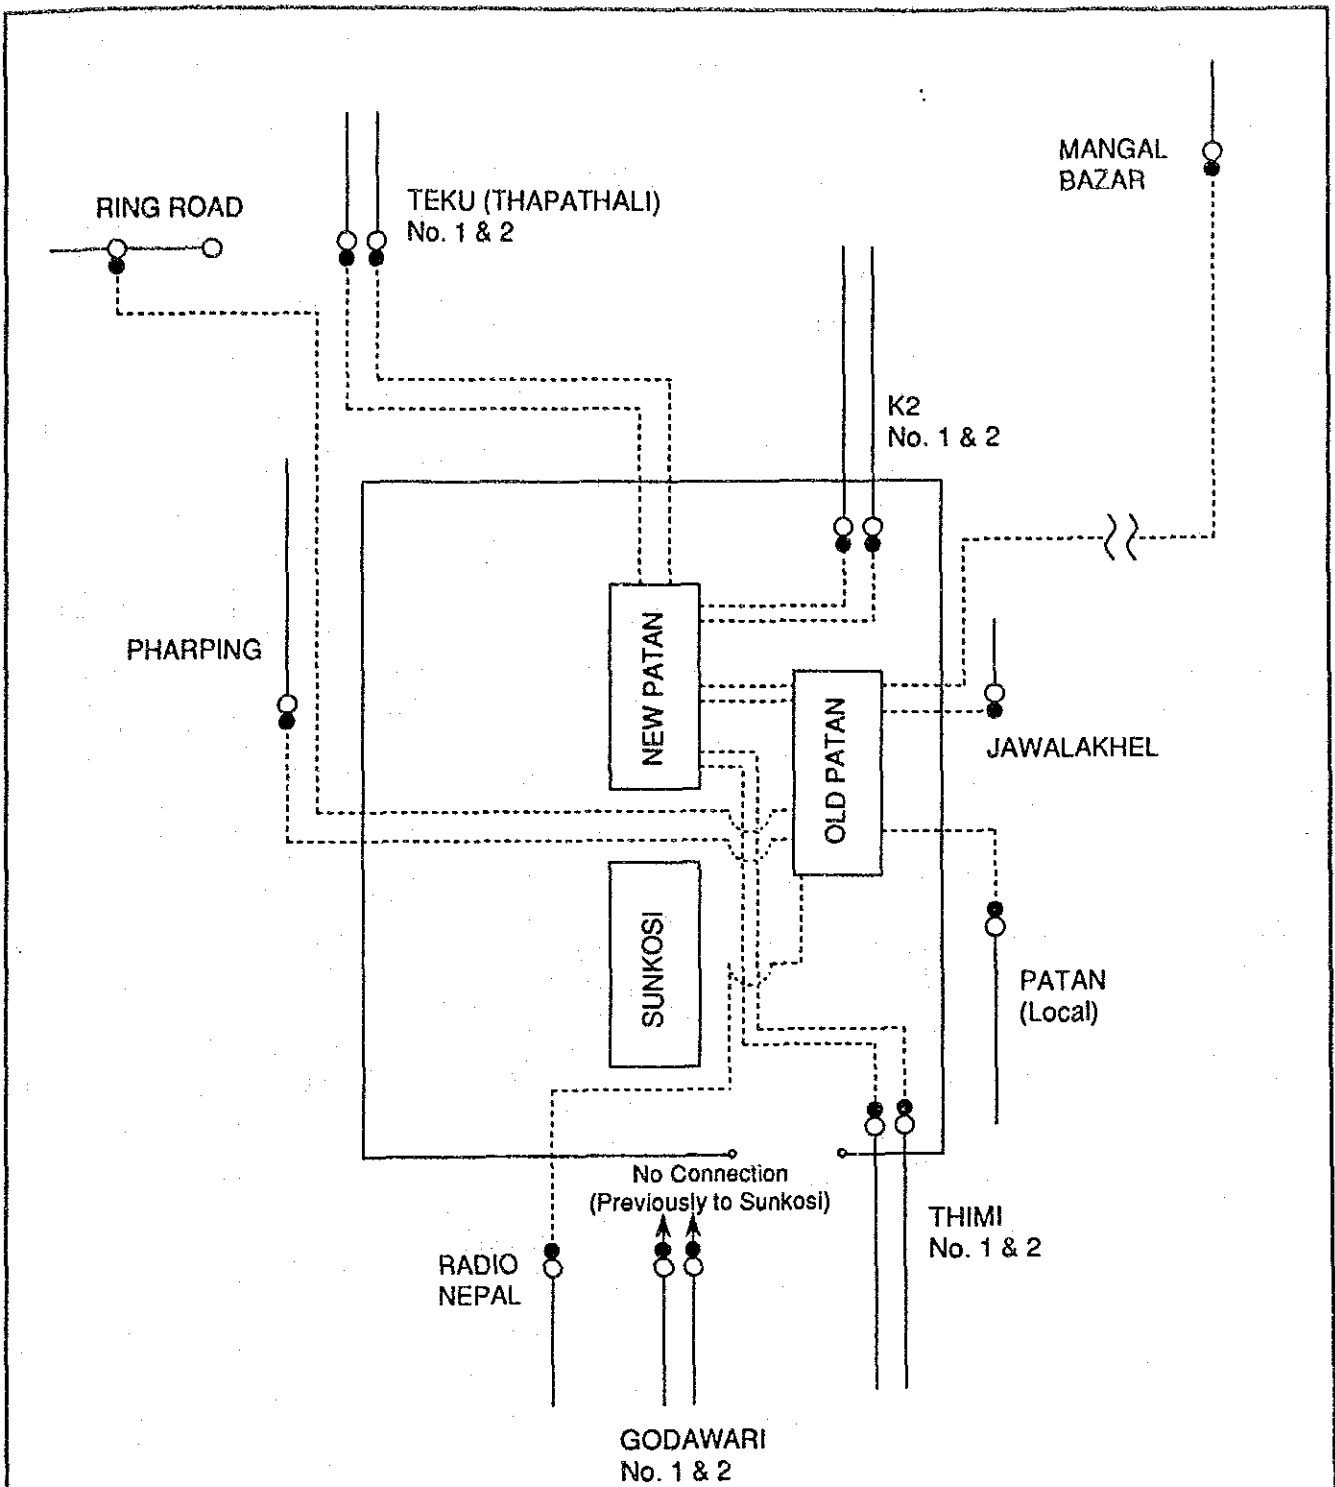 MANGAL
BAZAR
RING ROAD
TEKU (THAPATHALI)
No. 1 & 2
K2
No. 1 & 2
PHARPING
NEW PATAN
OLD PATAN
JAWALAKHEL
SUNKOSI
PATAN
(Local)
No Connection
(Previously to Sunkosi)
THIMI
No. 1 & 2
RADIO
NEPAL
GODAWARI
No. 1 & 2